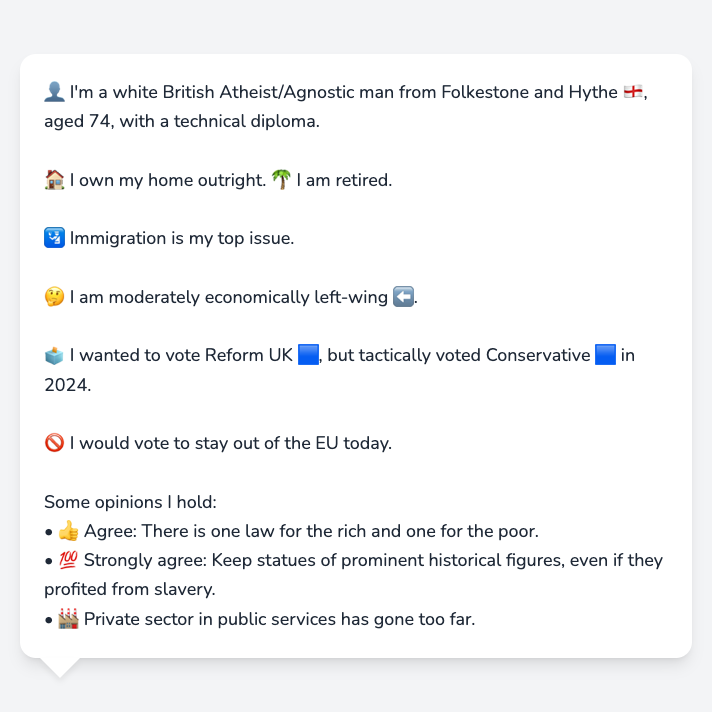 👤 I'm a white British Atheist/Agnostic man from Folkestone and Hythe 🏴󠁧󠁢󠁥󠁮󠁧󠁿,
aged 74, with a technical diploma.
🏠 I own my home outright. 🌴 I am retired.
🛂 Immigration is my top issue.
🤔 I am moderately economically left-wing ⬅️.
🗳️ I wanted to vote Reform UK 🟦, but tactically voted Conservative 🟦 in
2024.
🚫 I would vote to stay out of the EU today.
Some opinions I hold:
• 👍 Agree: There is one law for the rich and one for the poor.
• 💯 Strongly agree: Keep statues of prominent historical figures, even if they
profited from slavery.
• 🏭 Private sector in public services has gone too far.